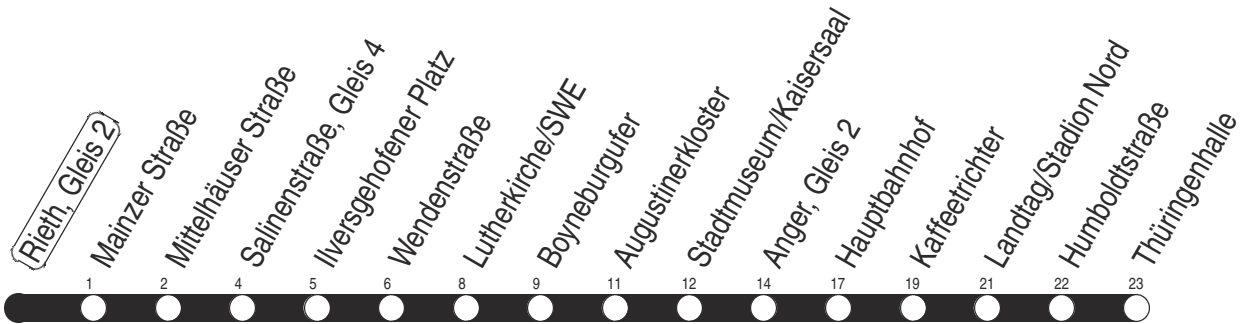 Rieth, Gleis 2
Mainzer Straße
Mittelhäuser Straße
Salinenstraße, Gleis 4
Ilversgehofener Platz
Wendenstraße
Lutherkirche/SWE
Boyneburgufer
Augustinerkloster
Stadtmuseum/Kaisersaal
Anger, Gleis 2
Hauptbahnhof
Kaffeetrichter
Landtag/Stadion Nord
Humboldtstraße
Thüringenhalle
1 2 4 5 6 8 9 11 12 14 17 19 21 22 23